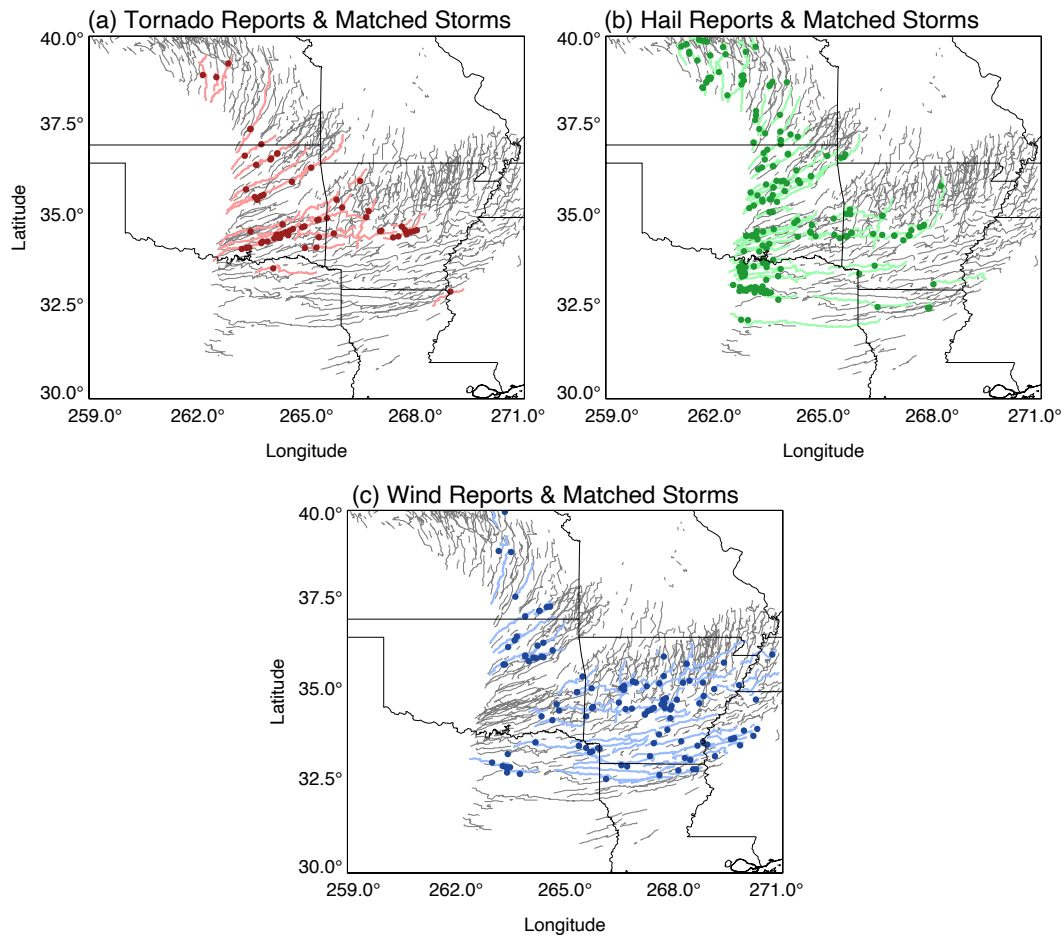 (a) Tornado Reports & Matched Storms
40.0°
37.5°
35.0°
32.5°
30.0°
Latitude
259.0° 262.0° 265.0° 268.0° 271.0°
Longitude
(b) Hail Reports & Matched Storms
40.0°
37.5°
35.0°
32.5°
30.0°
Latitude
259.0° 262.0° 265.0° 268.0° 271.0°
Longitude
(c) Wind Reports & Matched Storms
40.0°
37.5°
35.0°
32.5°
30.0°
Latitude
259.0° 262.0° 265.0° 268.0° 271.0°
Longitude